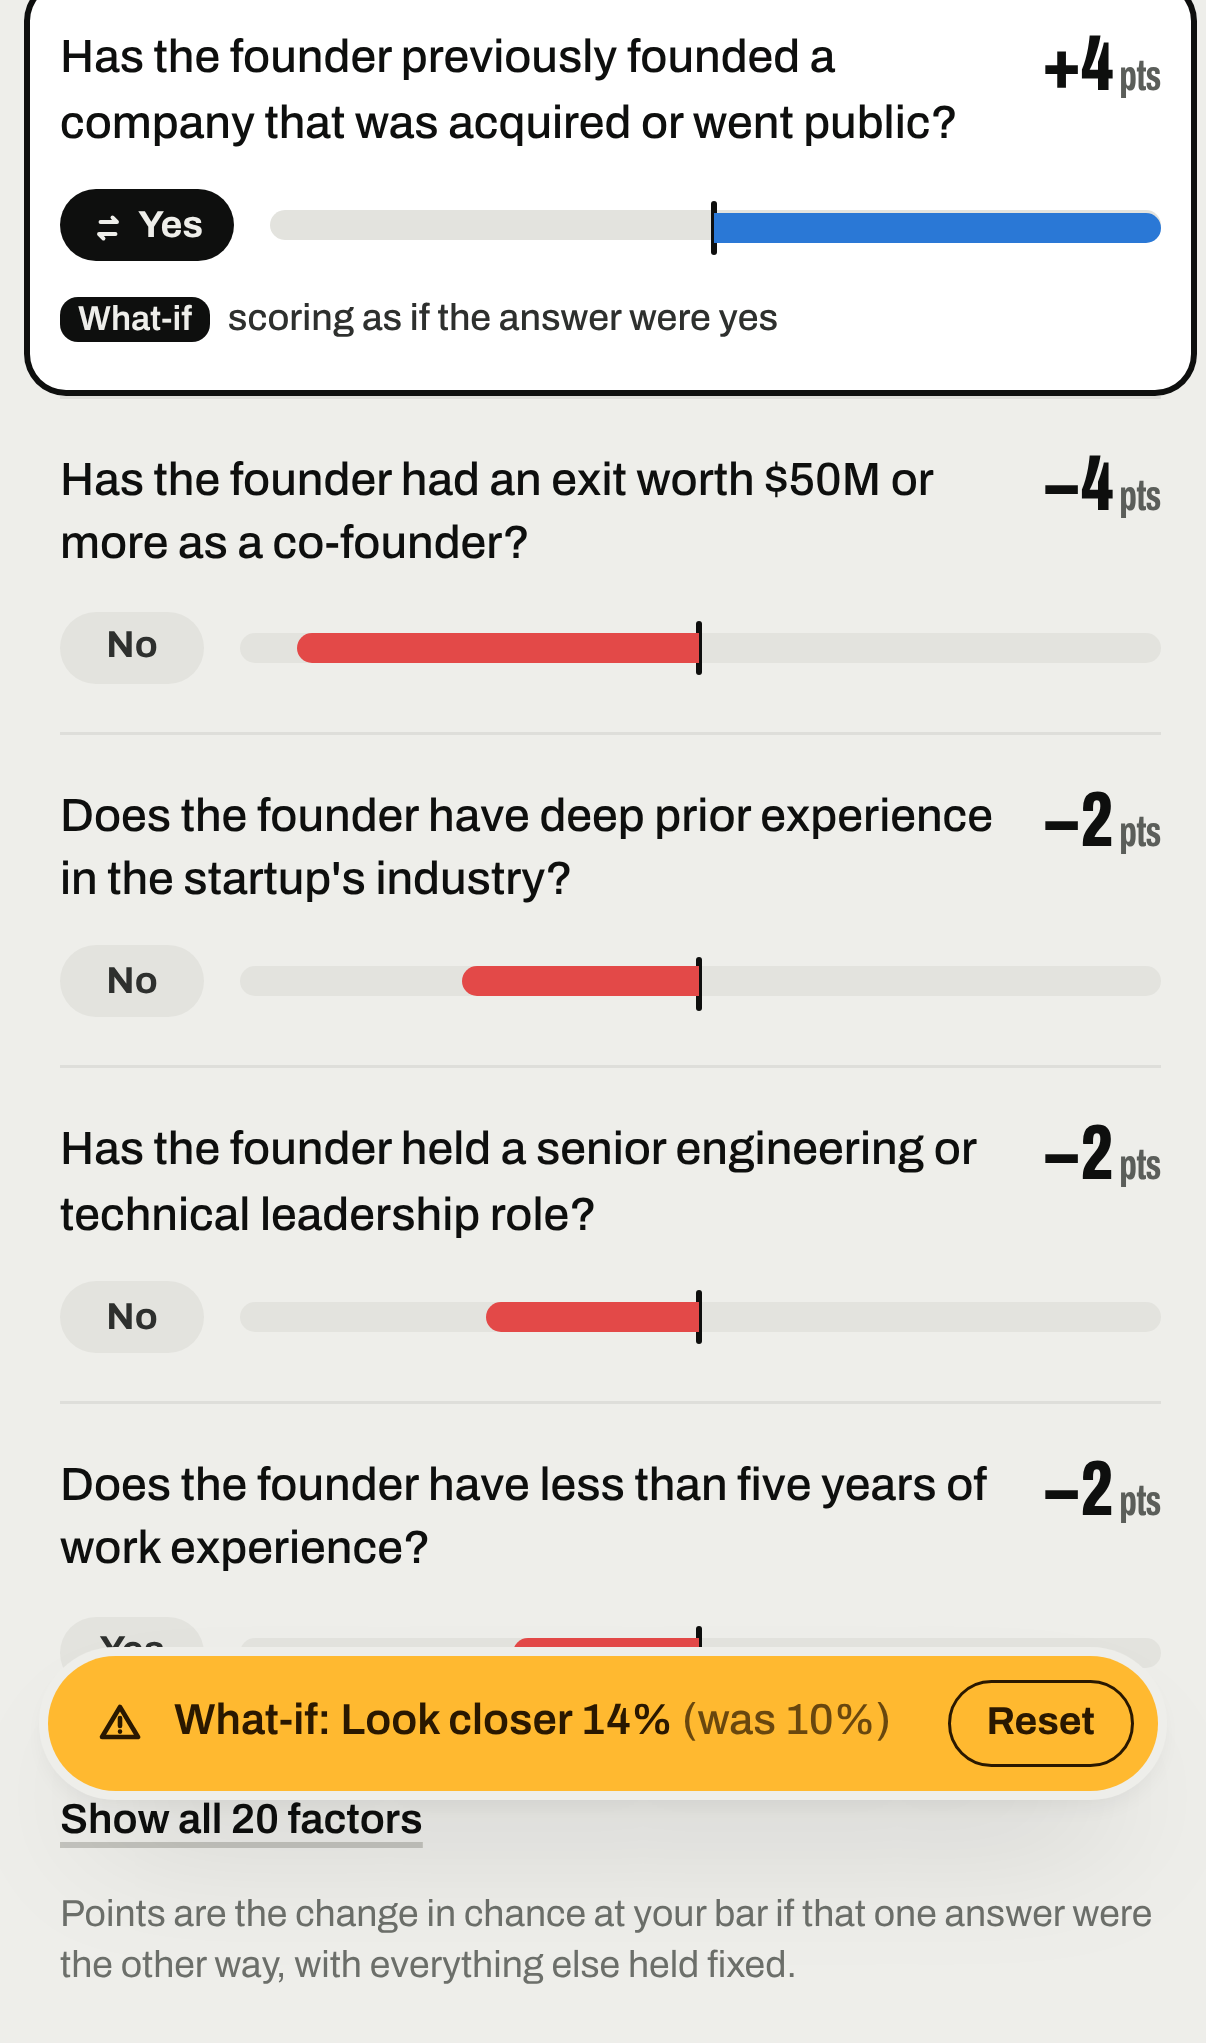 Has the founder previously founded a
company that was acquired or went public?
+4 pts
Yes
What-if scoring as if the answer were yes
Has the founder had an exit worth $50M or
more as a co-founder?
−4 pts
No
Does the founder have deep prior experience
in the startup's industry?
−2 pts
No
Has the founder held a senior engineering or
technical leadership role?
−2 pts
No
Does the founder have less than five years of
work experience?
−2 pts
Yes
What-if: Look closer 14% (was 10%)
Reset
Show all 20 factors
Points are the change in chance at your bar if that one answer were
the other way, with everything else held fixed.